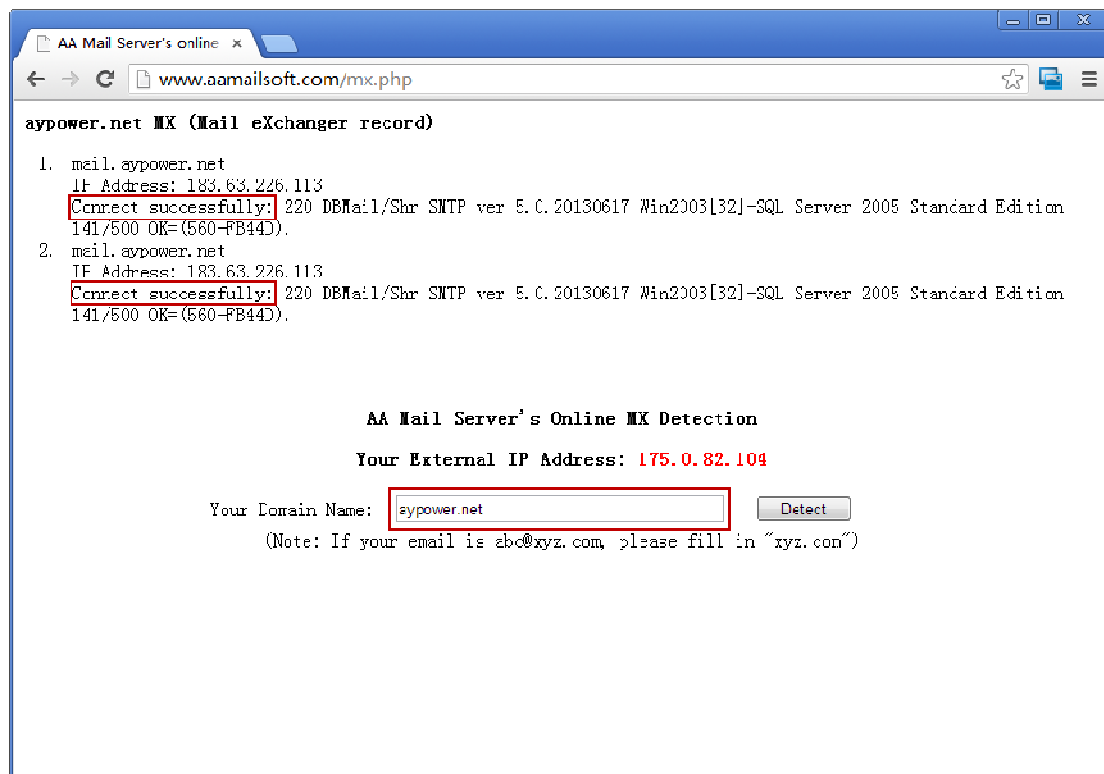 AA Mail Server's online
www.aamailsoft.com/mx.php
aypower.net MX (Mail eXchanger record)
1. mail.aypower.net
IP Address: 183.63.226.113
Connect successfully: 220 DBMail/Shr SMTP ver 5.0.20130617 Win2003[32]-SQL Server 2005 Standard Edition
141/500 OK=(560-FB44D).
2. mail.aypower.net
IP Address: 183.63.226.113
Connect successfully: 220 DBMail/Shr SMTP ver 5.0.20130617 Win2003[32]-SQL Server 2005 Standard Edition
141/500 OK=(560-FB44D).
AA Mail Server's Online MX Detection
Your External IP Address: 175.0.82.104
Your Domain Name: aypower.net Detect
(Note: If your email is abc@xyz.com, please fill in "xyz.com")